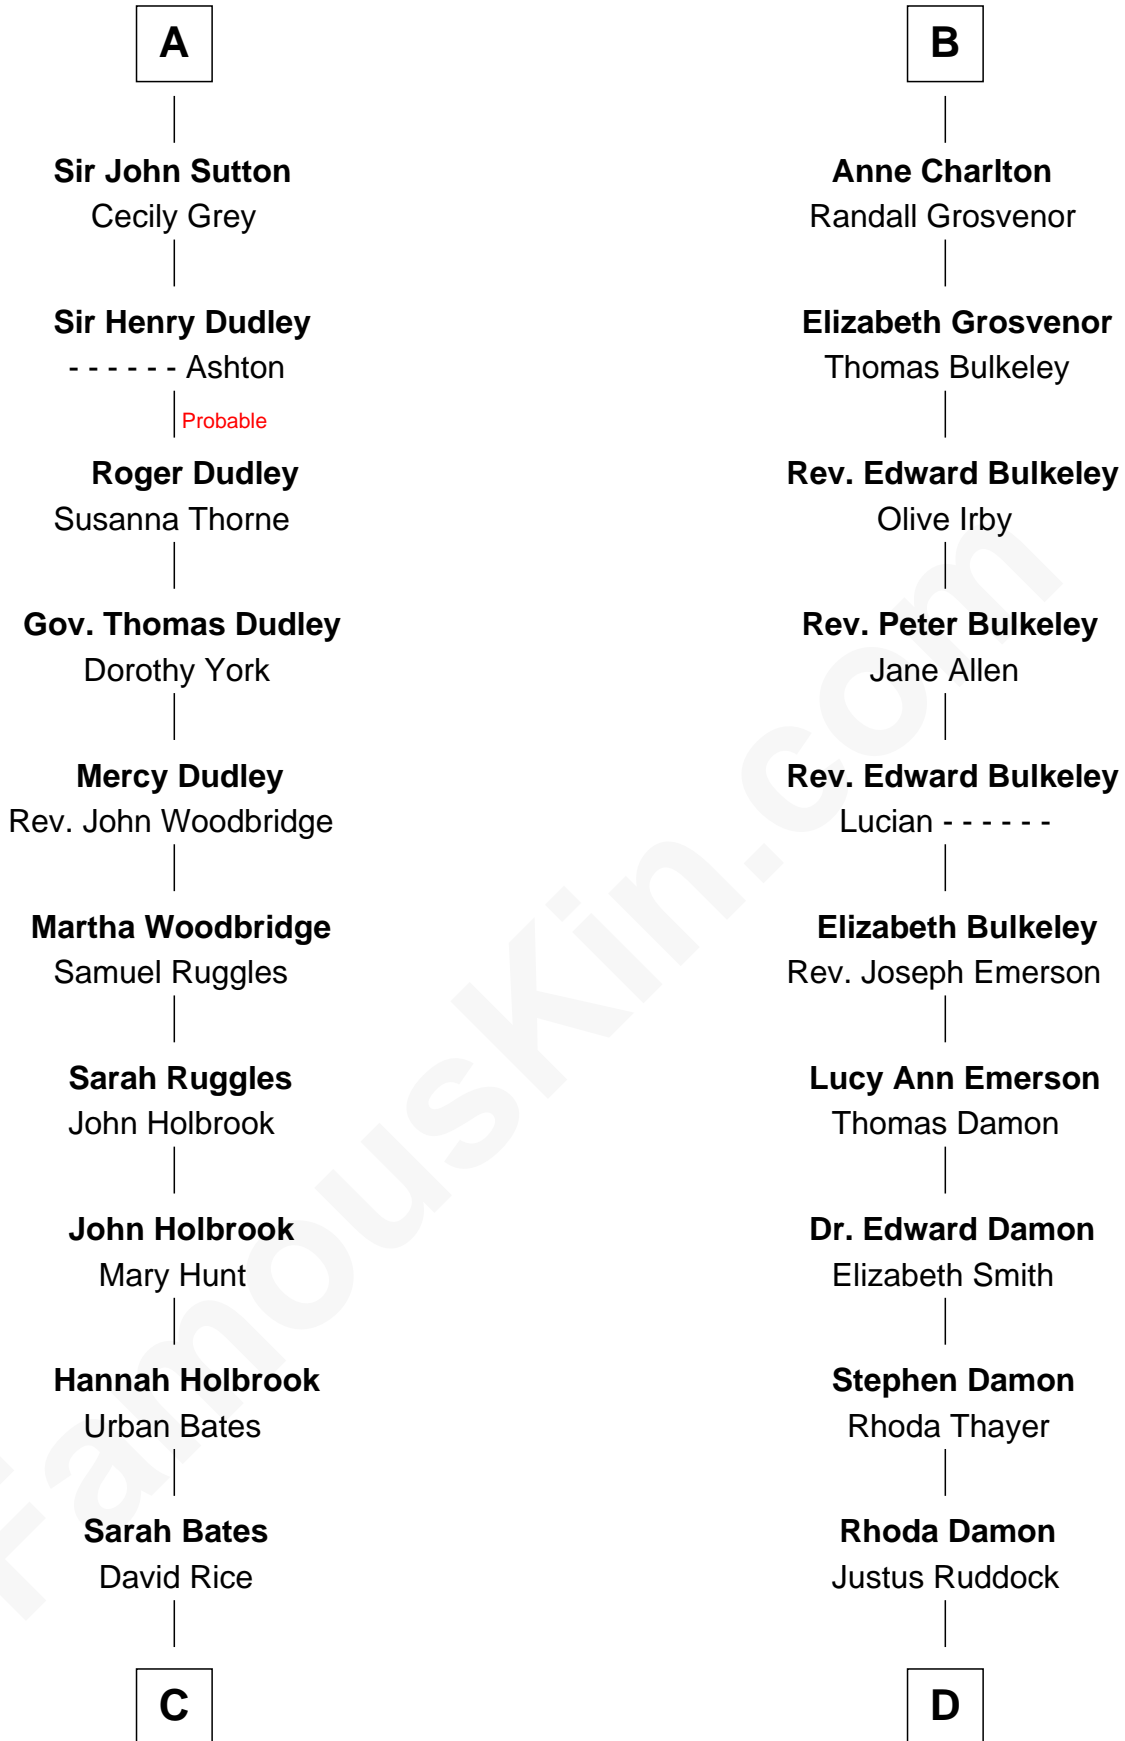 A
Sir John Sutton
Cecily Grey
Sir Henry Dudley
- - - - - - Ashton
Probable
Roger Dudley
Susanna Thorne
Gov. Thomas Dudley
Dorothy York
Mercy Dudley
Rev. John Woodbridge
Martha Woodbridge
Samuel Ruggles
Sarah Ruggles
John Holbrook
John Holbrook
Mary Hunt
Hannah Holbrook
Urban Bates
Sarah Bates
David Rice
C
B
Anne Charlton
Randall Grosvenor
Elizabeth Grosvenor
Thomas Bulkeley
Rev. Edward Bulkeley
Olive Irby
Rev. Peter Bulkeley
Jane Allen
Rev. Edward Bulkeley
Lucian - - - - - -
Elizabeth Bulkeley
Rev. Joseph Emerson
Lucy Ann Emerson
Thomas Damon
Dr. Edward Damon
Elizabeth Smith
Stephen Damon
Rhoda Thayer
Rhoda Damon
Justus Ruddock
D
FamousKin.com